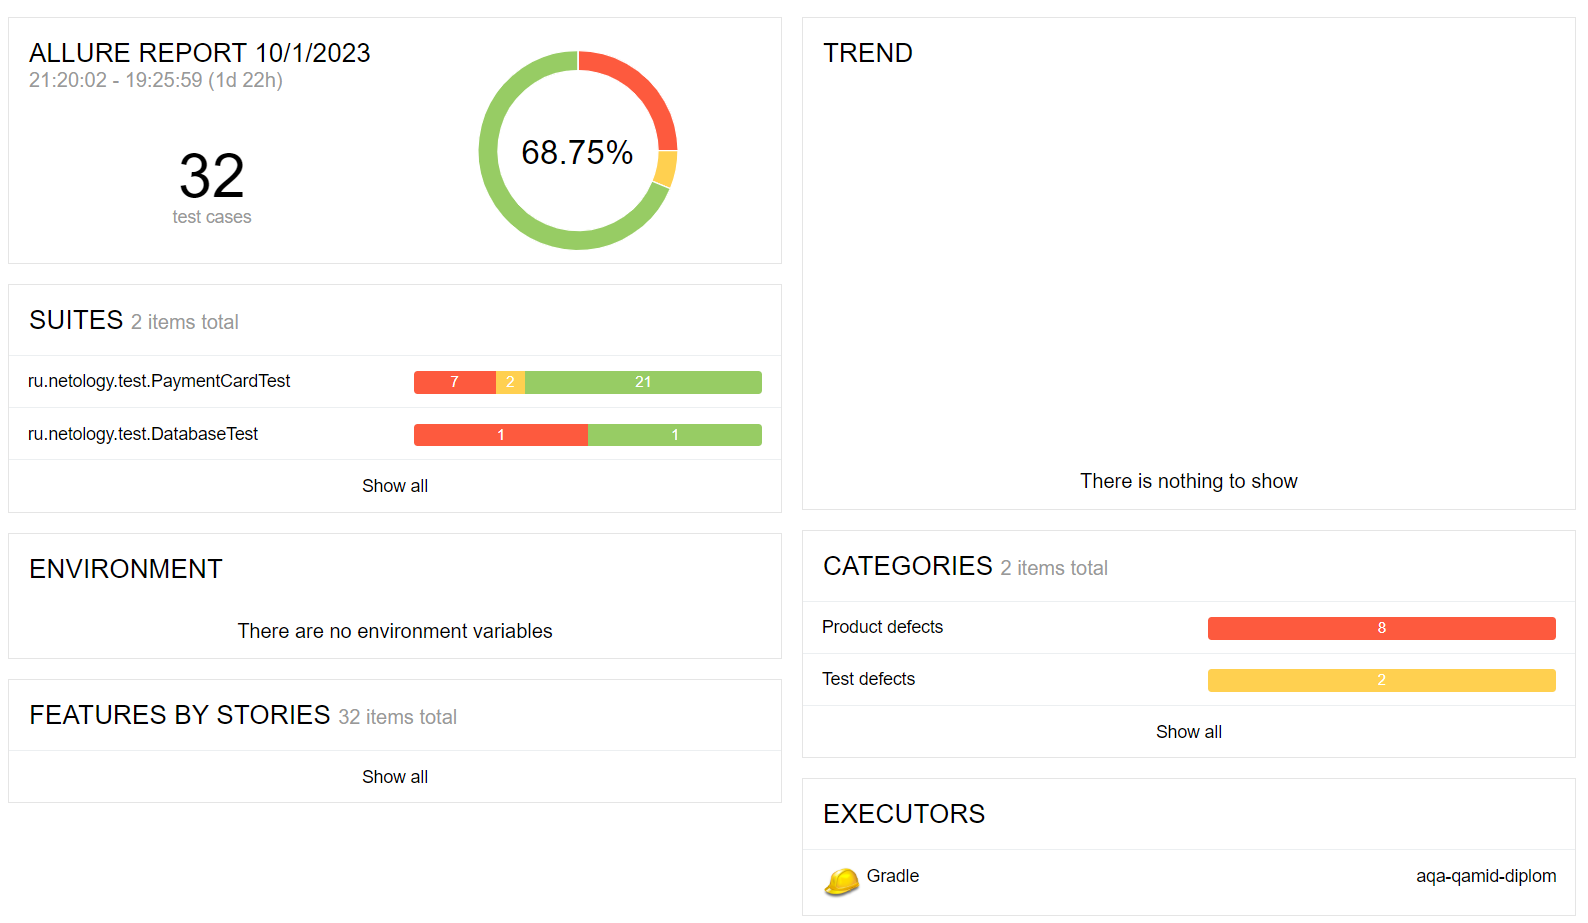 ALLURE REPORT 10/1/2023
21:20:02 - 19:25:59 (1d 22h)
32
test cases
68.75%
SUITES 2 items total
ru.netology.test.PaymentCardTest 7 2 21
ru.netology.test.DatabaseTest 1 1
Show all
ENVIRONMENT
There are no environment variables
FEATURES BY STORIES 32 items total
Show all
TREND
There is nothing to show
CATEGORIES 2 items total
Product defects 8
Test defects 2
Show all
EXECUTORS
Gradle aqa-qamid-diplom